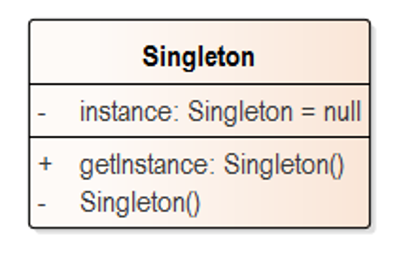 Singleton
- instance: Singleton = null
+ getInstance: Singleton()
- Singleton()